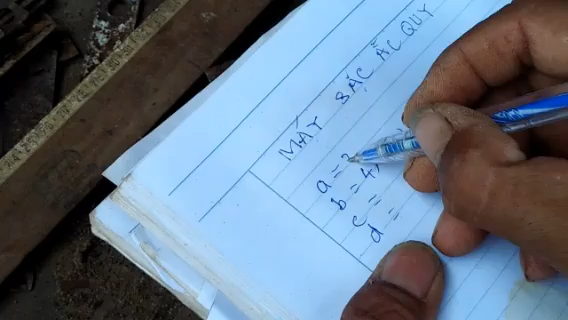 MÁY SẠC ẮC QUY
a = 3
b = 4
c =
d =